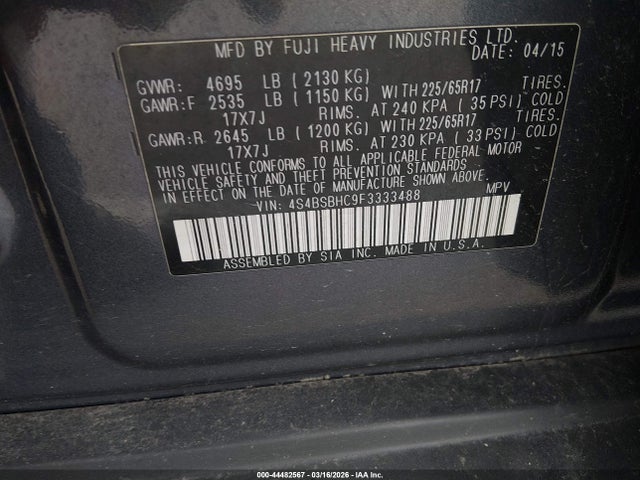 MFD BY FUJI HEAVY INDUSTRIES LTD.
DATE: 04/15
GVWR: 4695 LB ( 2130 KG)
GAWR:F 2535 LB ( 1150 KG) WITH 225/65R17 TIRES.
17X7J RIMS. AT 240 KPA ( 35 PSI) COLD
GAWR:R 2645 LB ( 1200 KG) WITH 225/65R17 TIRES.
17X7J RIMS. AT 230 KPA ( 33 PSI) COLD
THIS VEHICLE CONFORMS TO ALL APPLICABLE FEDERAL MOTOR
VEHICLE SAFETY AND THEFT PREVENTION STANDARDS
IN EFFECT ON THE DATE OF MANUFACTURE SHOWN ABOVE.
VIN: 4S4BSBHC9F3333488 MPV
ASSEMBLED BY SIA INC. MADE IN U.S.A.
000-44482567 - 03/16/2026 - COPYRIGHT IAA, LLC.